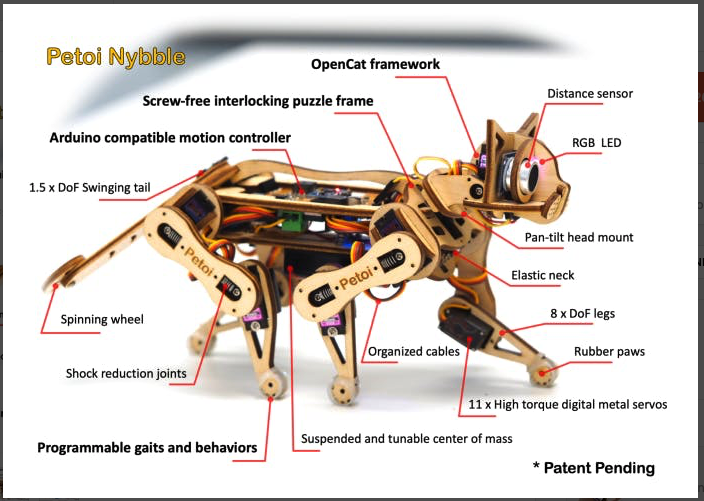 Petoi Nybble
OpenCat framework
Distance sensor
Screw-free interlocking puzzle frame
Arduino compatible motion controller
RGB LED
1.5 x DoF Swinging tail
Pan-tilt head mount
Petoi
Petoi
Elastic neck
Spinning wheel
8 x DoF legs
Organized cables
Rubber paws
Shock reduction joints
11 x High torque digital metal servos
Programmable gaits and behaviors
Suspended and tunable center of mass
* Patent Pending